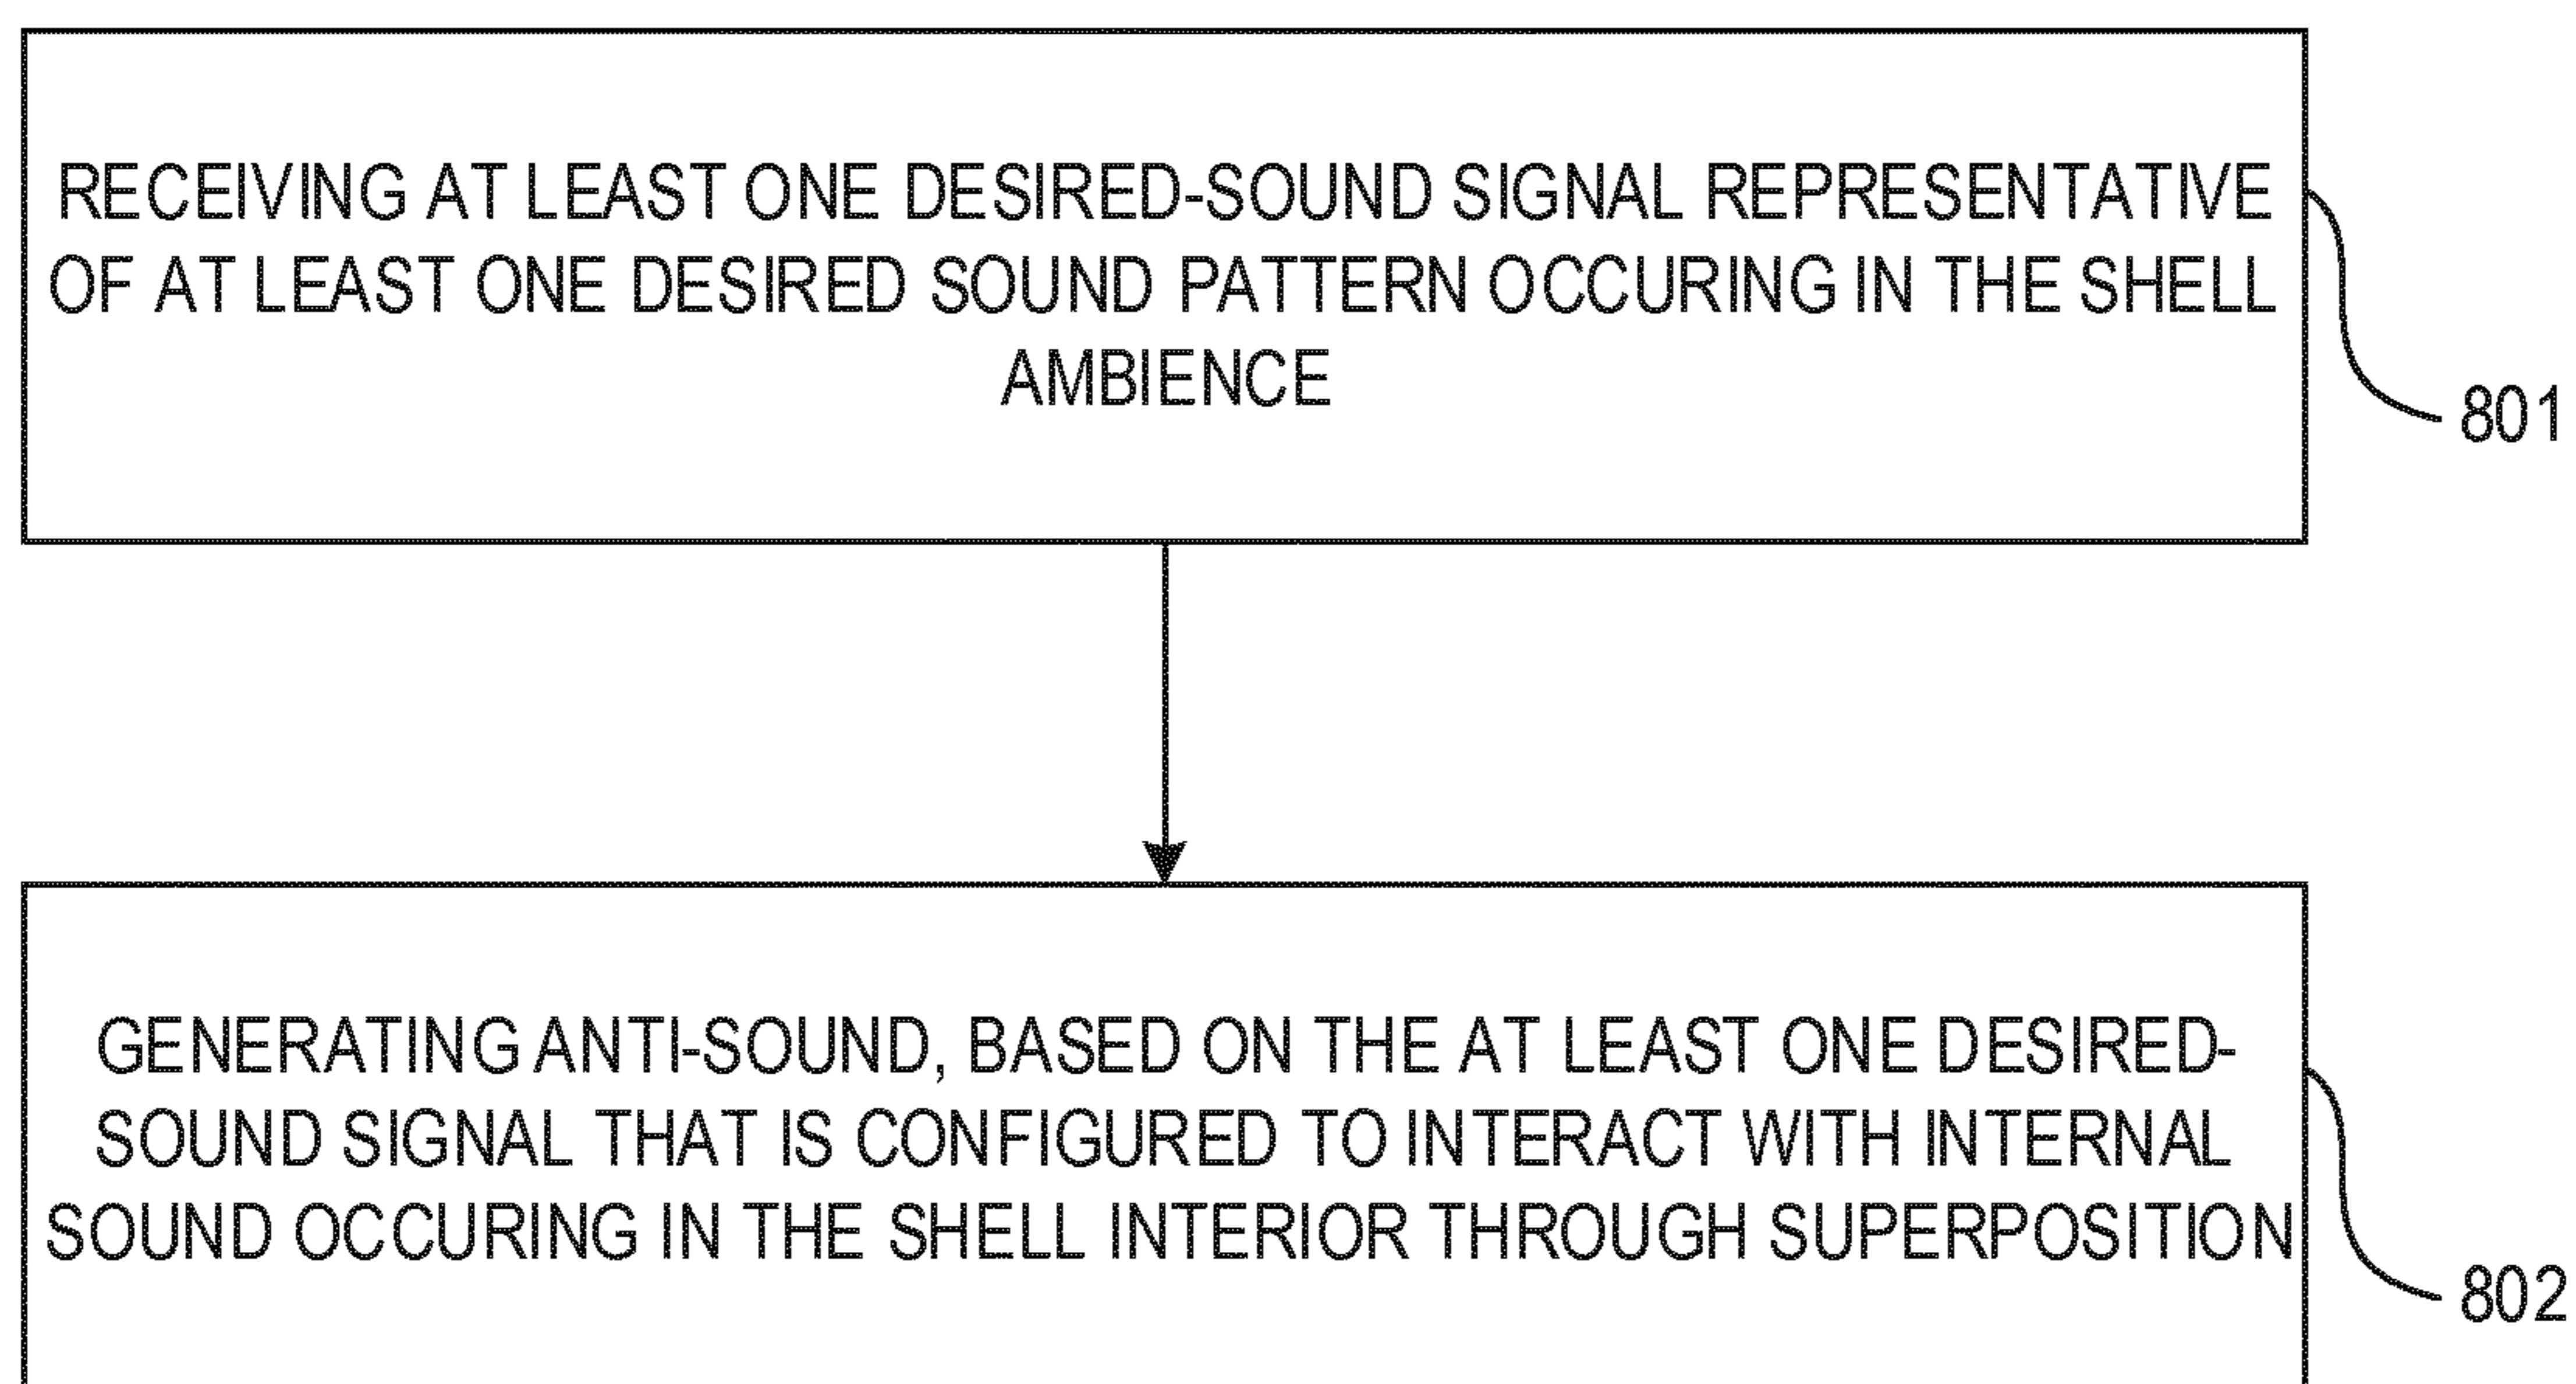 RECEIVING AT LEAST ONE DESIRED-SOUND SIGNAL REPRESENTATIVE
OF AT LEAST ONE DESIRED SOUND PATTERN OCCURING IN THE SHELL
AMBIENCE
801
GENERATING ANTI-SOUND, BASED ON THE AT LEAST ONE DESIRED-
SOUND SIGNAL THAT IS CONFIGURED TO INTERACT WITH INTERNAL
SOUND OCCURING IN THE SHELL INTERIOR THROUGH SUPERPOSITION
802